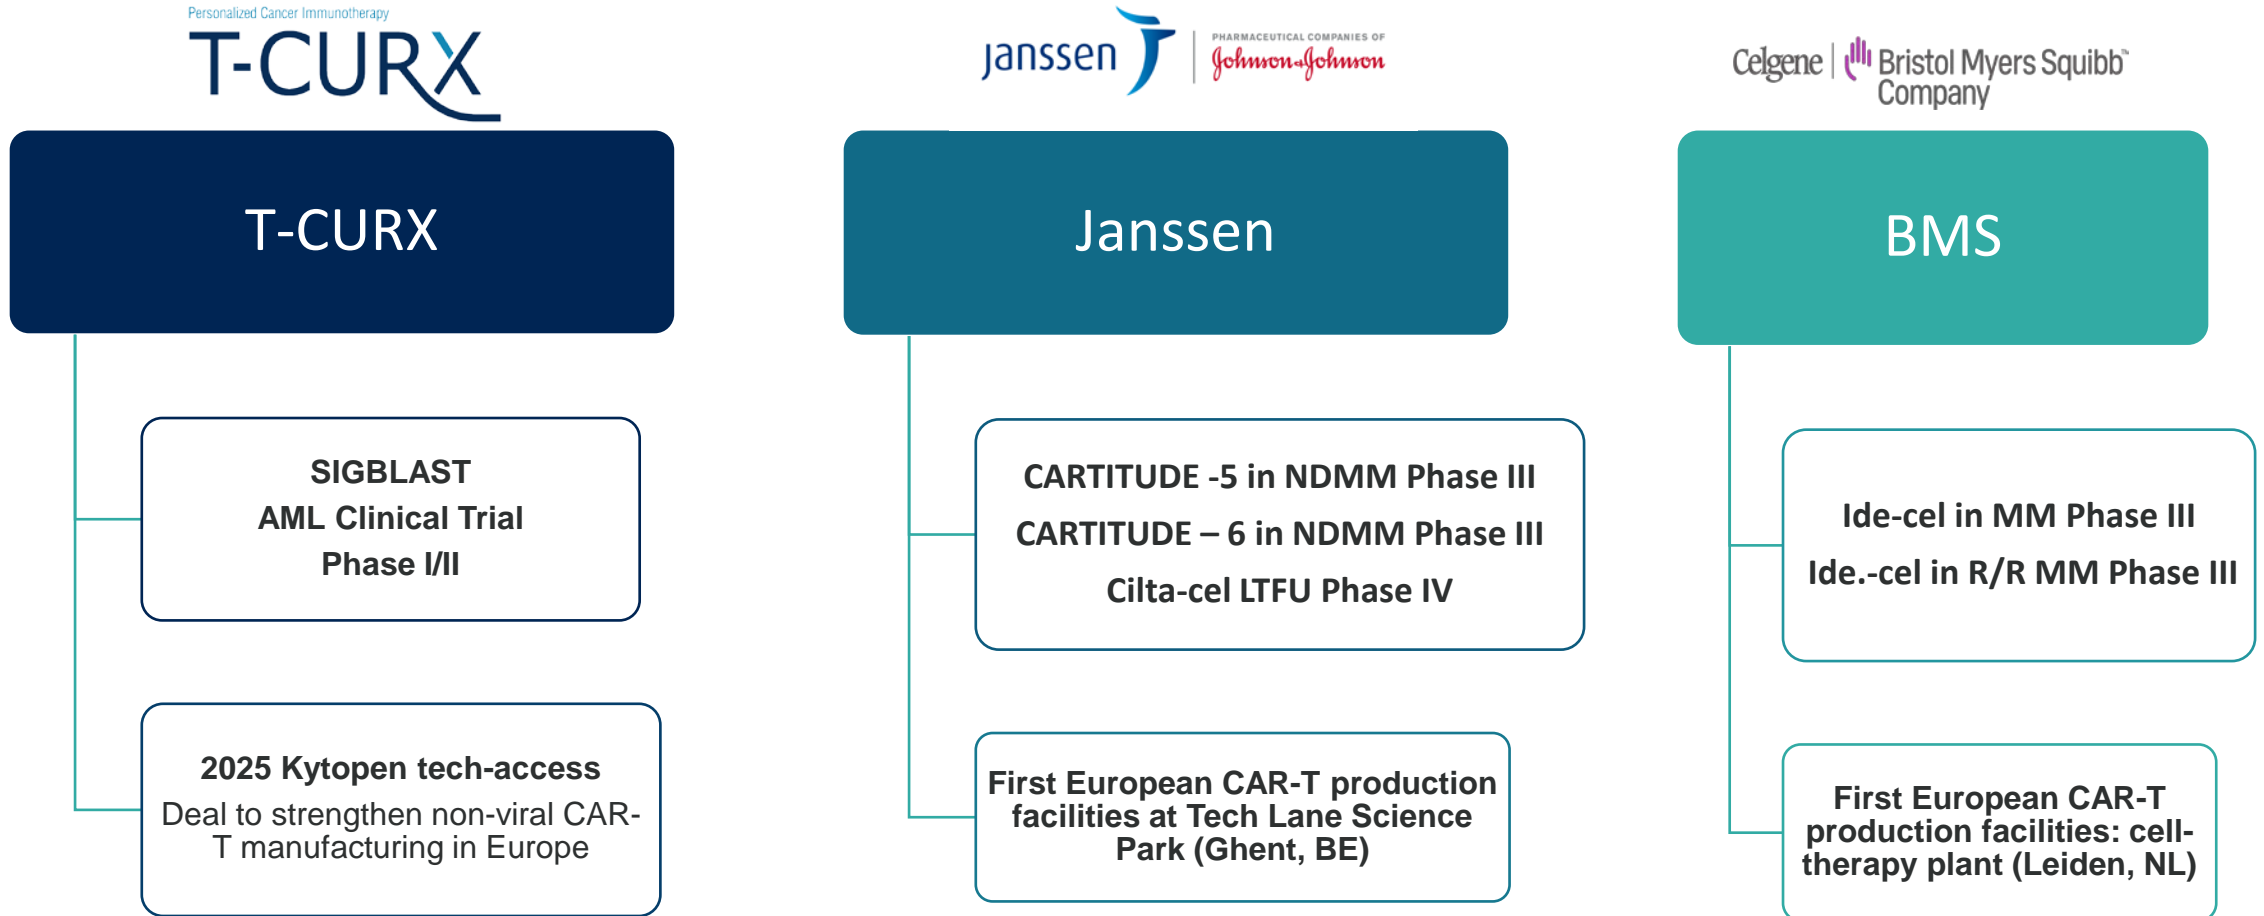 Personalized Cancer Immunotherapy
T-CURX
janssen
PHARMACEUTICAL COMPANIES OF
Johnson & Johnson
Celgene | Bristol Myers Squibb™
Company
T-CURX
SIGBLAST
AML Clinical Trial
Phase I/II
2025 Kytopen tech-access
Deal to strengthen non-viral CAR-
T manufacturing in Europe
Janssen
CARTITUDE -5 in NDMM Phase III
CARTITUDE – 6 in NDMM Phase III
Cilta-cel LTFU Phase IV
First European CAR-T production
facilities at Tech Lane Science
Park (Ghent, BE)
BMS
Ide-cel in MM Phase III
Ide.-cel in R/R MM Phase III
First European CAR-T
production facilities: cell-
therapy plant (Leiden, NL)